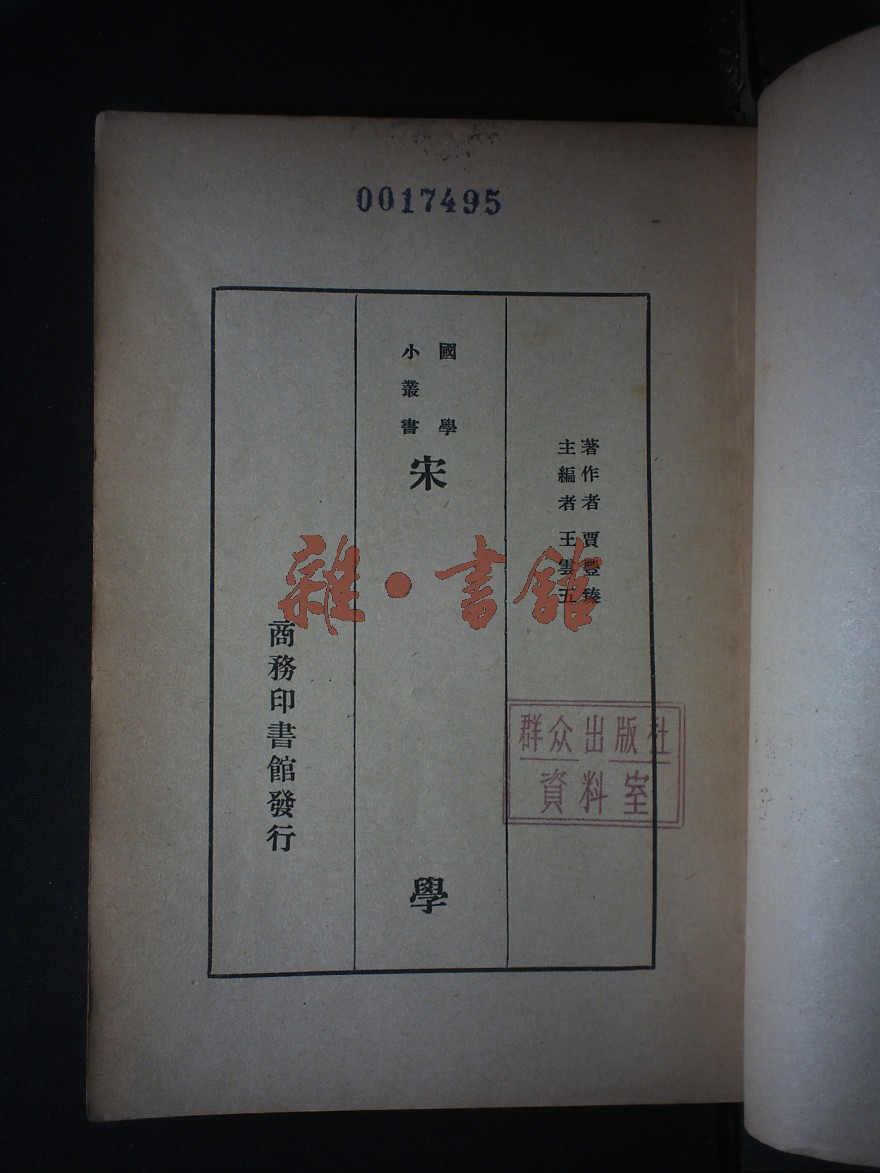 0017495
著作者 賈豐臻
主編者 王雲五
國學
小叢書
宋學
商務印書館發行
雜·書館
群众出版社
資料室